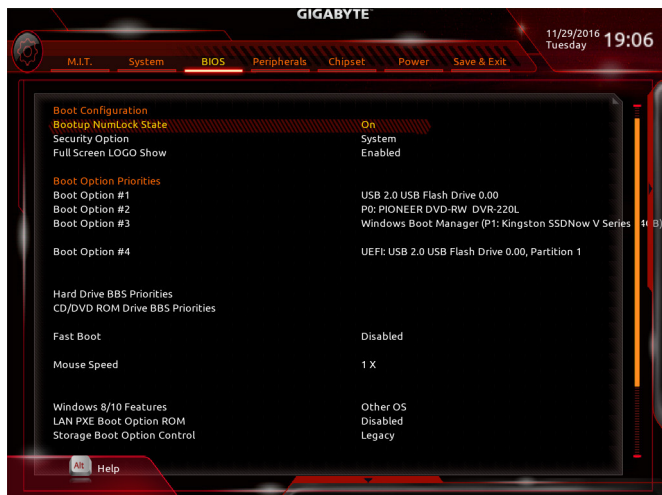 GIGABYTE™
11/29/2016 Tuesday 19:06
M.I.T. System BIOS Peripherals Chipset Power Save & Exit
Boot Configuration
Bootup NumLock State On
Security Option System
Full Screen LOGO Show Enabled
Boot Option Priorities
Boot Option #1 USB 2.0 USB Flash Drive 0.00
Boot Option #2 P0: PIONEER DVD-RW DVR-220L
Boot Option #3 Windows Boot Manager (P1: Kingston SSDNow V Series
Boot Option #4 UEFI: USB 2.0 USB Flash Drive 0.00, Partition 1
Hard Drive BBS Priorities
CD/DVD ROM Drive BBS Priorities
Fast Boot Disabled
Mouse Speed 1 X
Windows 8/10 Features Other OS
LAN PXE Boot Option ROM Disabled
Storage Boot Option Control Legacy
Alt Help